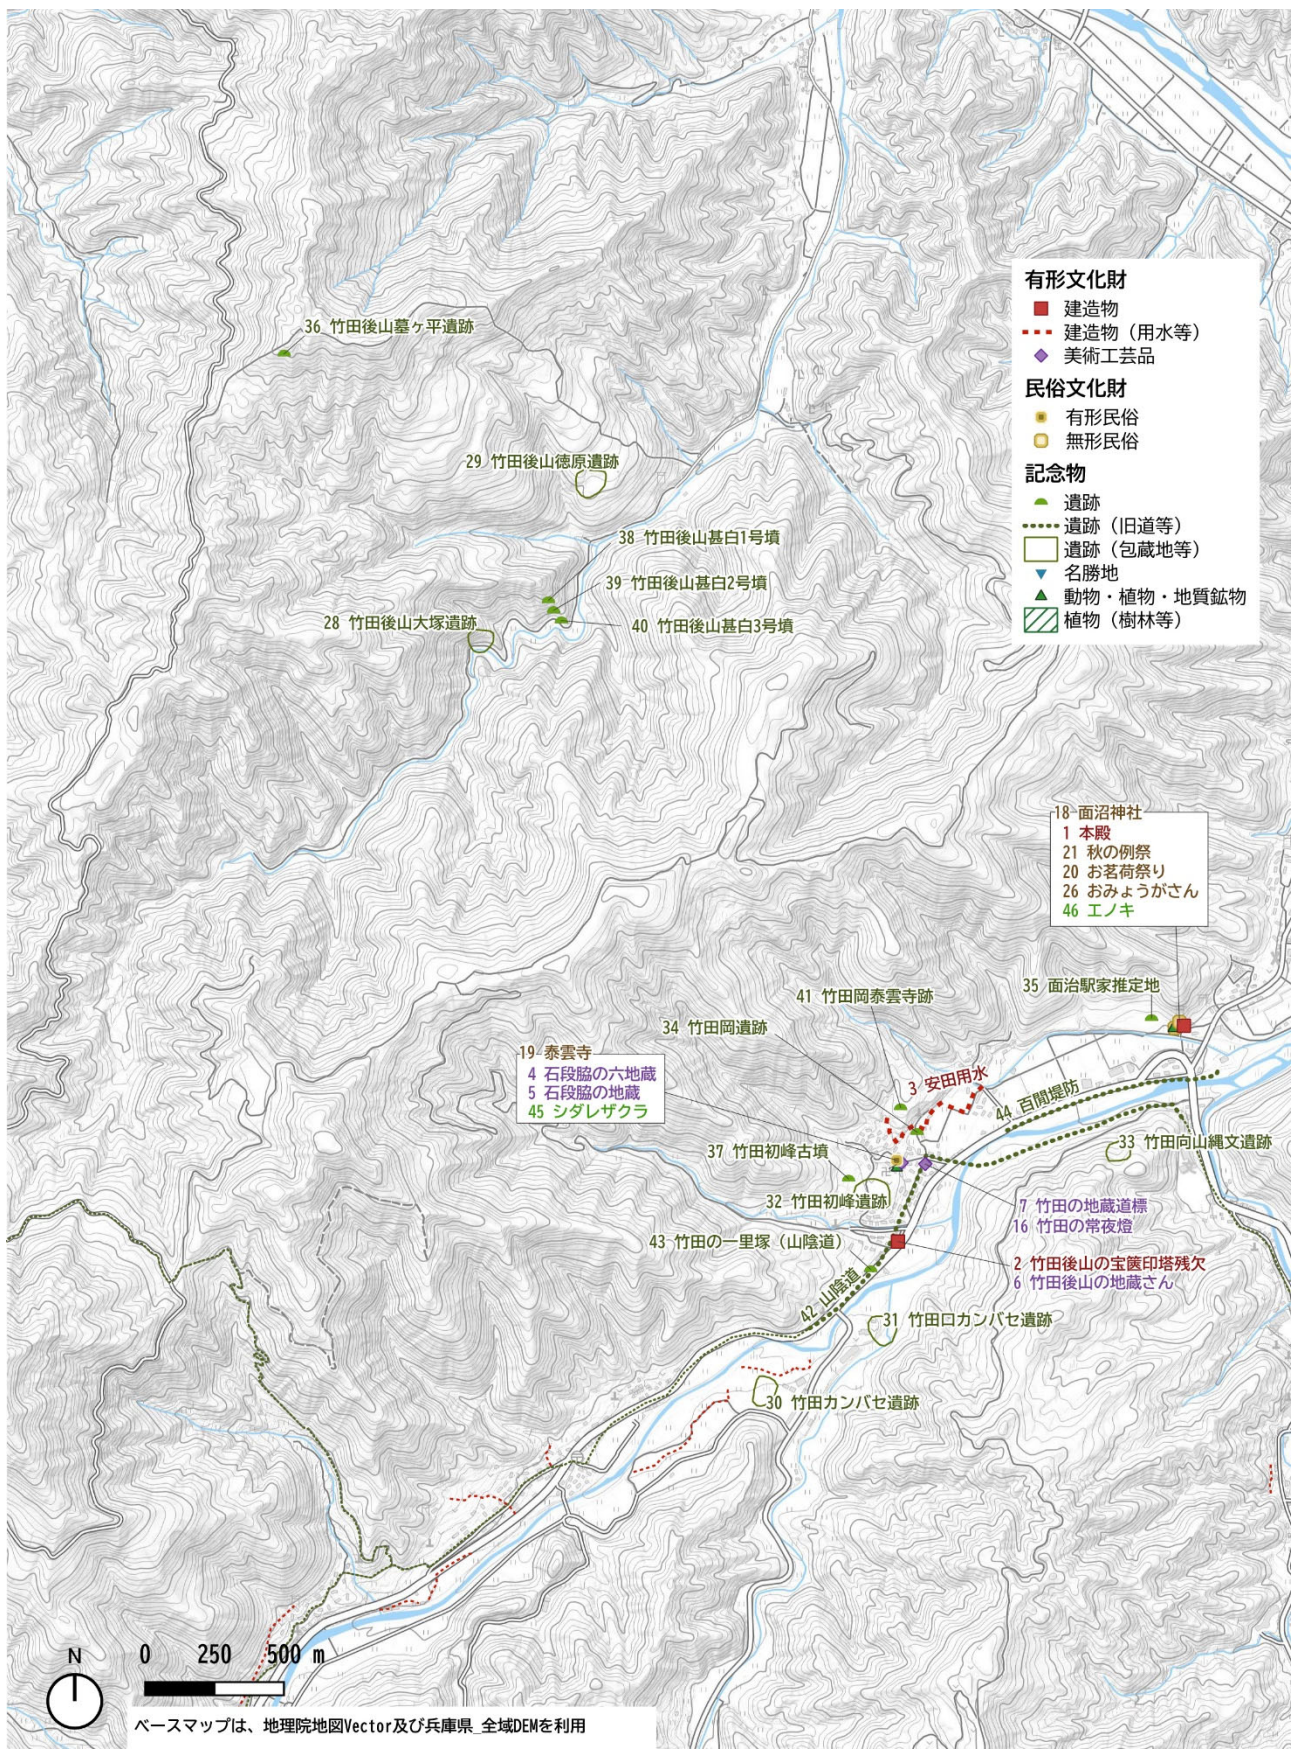 36 竹田後山墓ヶ平遺跡
有形文化財
建造物
建造物（用水等）
美術工芸品
民俗文化財
有形民俗
無形民俗
記念物
遺跡
遺跡（旧道等）
遺跡（包蔵地等）
名勝地
動物・植物・地質鉱物
植物（樹林等）
29 竹田後山徳原遺跡
38 竹田後山甚白1号墳
39 竹田後山甚白2号墳
28 竹田後山大塚遺跡
40 竹田後山甚白3号墳
18 面沼神社
1 本殿
21 秋の例祭
20 お茗荷祭り
26 おみょうがさん
46 エノキ
35 面治駅家推定地
41 竹田岡泰雲寺跡
34 竹田岡遺跡
19 泰雲寺
4 石段脇の六地蔵
5 石段脇の地蔵
45 シダレザクラ
3 安田用水
44 百間堤防
33 竹田向山縄文遺跡
37 竹田初峰古墳
32 竹田初峰遺跡
7 竹田の地蔵道標
16 竹田の常夜燈
43 竹田の一里塚（山陰道）
2 竹田後山の宝篋印塔残欠
6 竹田後山の地蔵さん
42 山陰道
31 竹田口カンバセ遺跡
30 竹田カンバセ遺跡
N
0 250 500 m
ベースマップは、地理院地図Vector及び兵庫県_全域DEMを利用